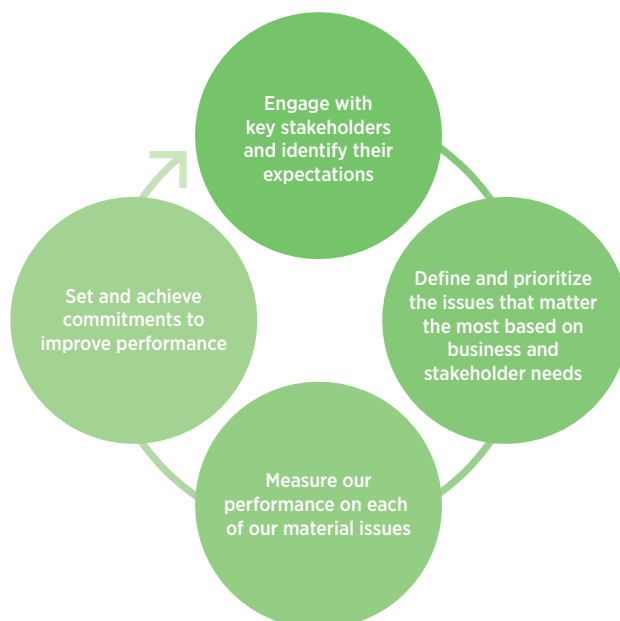 Engage with
key stakeholders
and identify their
expectations
Define and prioritize
the issues that matter
the most based on
business and
stakeholder needs
Measure our
performance on each
of our material issues
Set and achieve
commitments to
improve performance